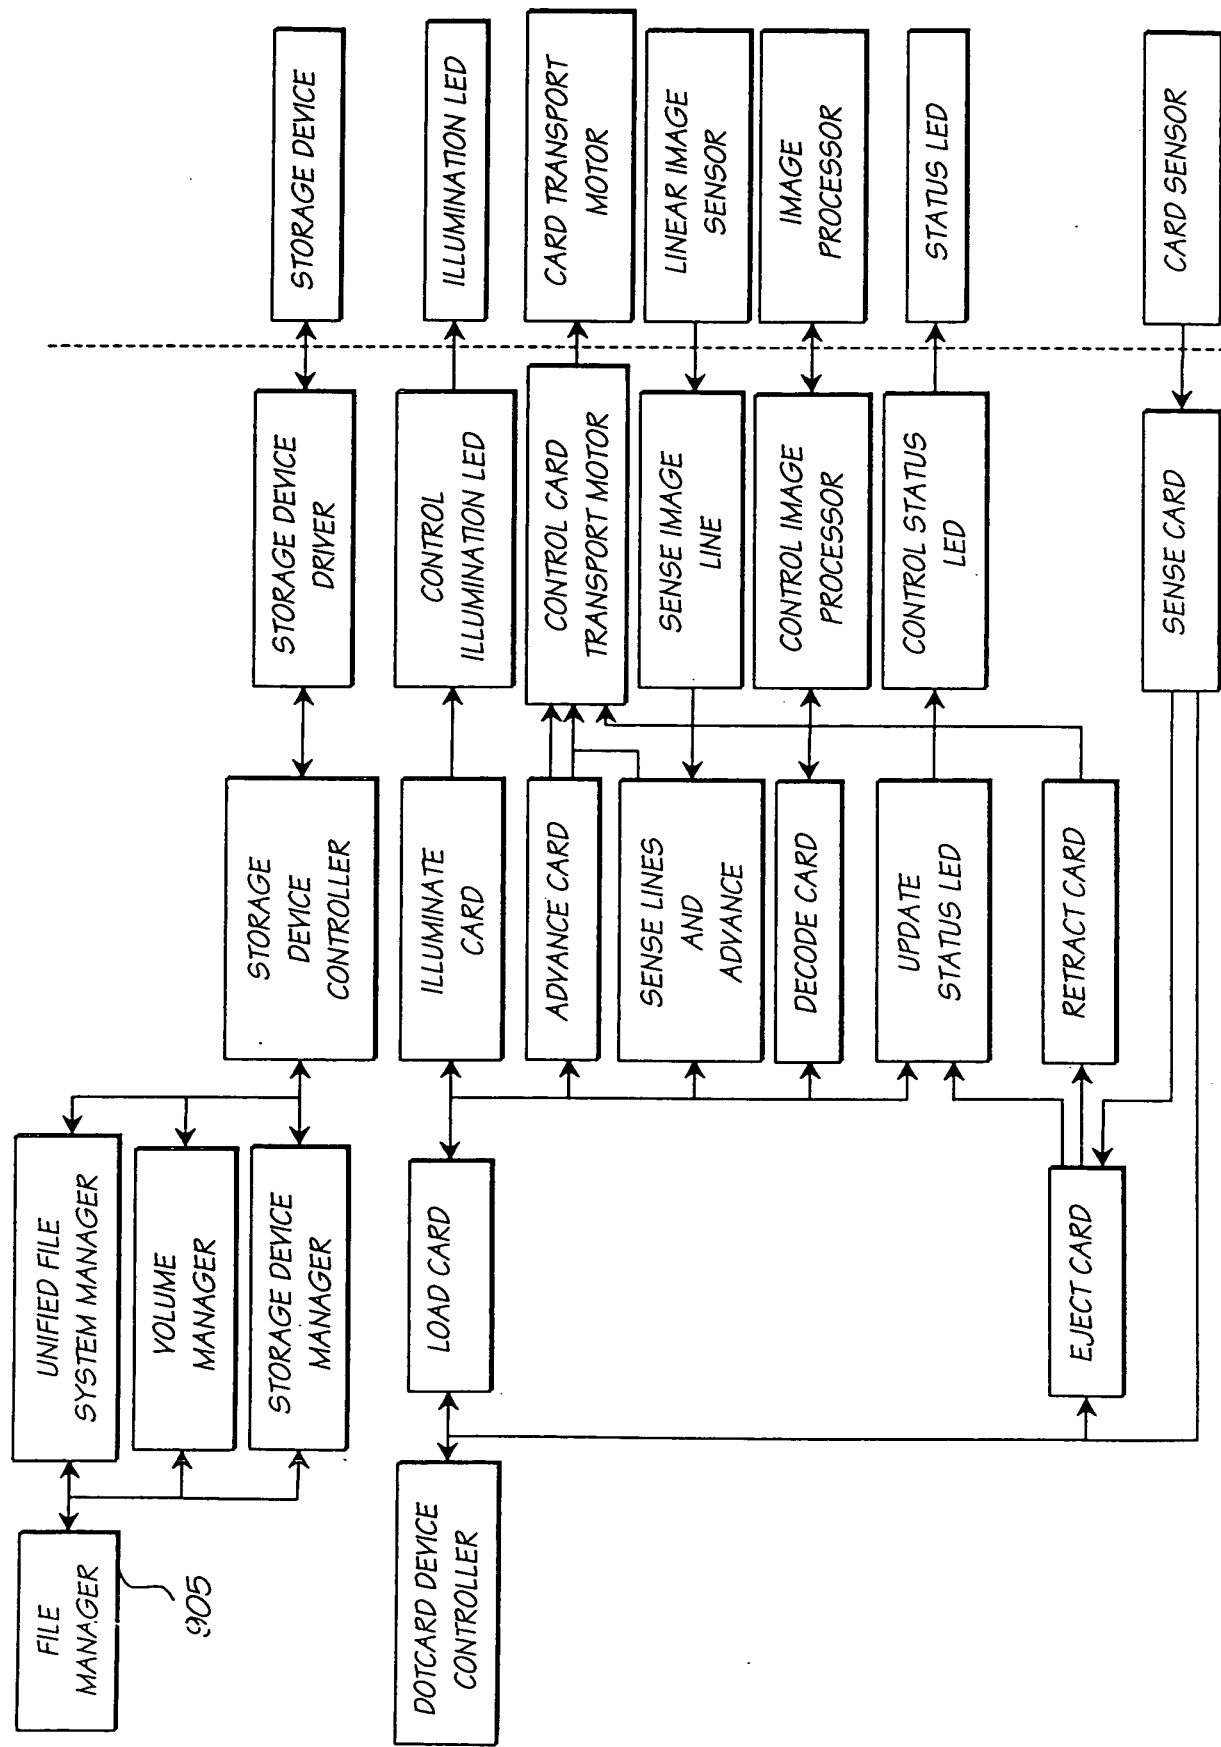 FILE
MANAGER
905
UNIFIED FILE
SYSTEM MANAGER
VOLUME
MANAGER
STORAGE DEVICE
MANAGER
STORAGE
DEVICE
CONTROLLER
STORAGE DEVICE
DRIVER
STORAGE DEVICE
DOTCARD DEVICE
CONTROLLER
LOAD CARD
ILLUMINATE
CARD
CONTROL
ILLUMINATION LED
ILLUMINATION LED
ADVANCE CARD
CONTROL CARD
TRANSPORT MOTOR
CARD TRANSPORT
MOTOR
SENSE LINES
AND
ADVANCE
SENSE IMAGE
LINE
LINEAR IMAGE
SENSOR
DECODE CARD
CONTROL IMAGE
PROCESSOR
IMAGE
PROCESSOR
UPDATE
STATUS LED
CONTROL STATUS
LED
STATUS LED
EJECT CARD
RETRACT CARD
SENSE CARD
CARD SENSOR